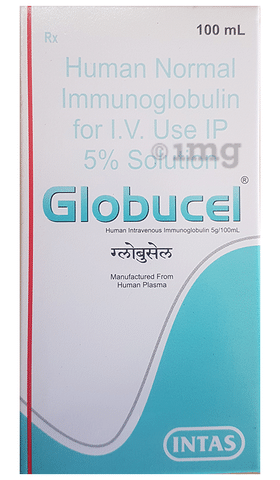 Rx
100 mL
Human Normal
Immunoglobulin
for I.V. Use IP
5% Solution
1mg
Globucel®
Human Intravenous Immunoglobulin 5g/100mL
ग्लोबुसेल
Manufactured From
Human Plasma
INTAS